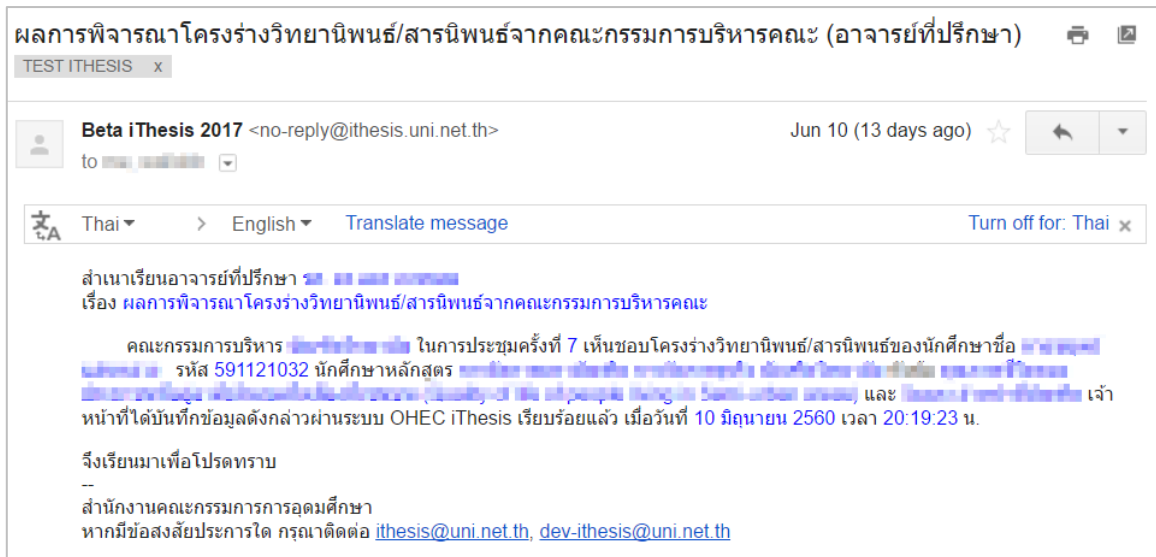 ผลการพิจารณาโครงร่างวิทยานิพนธ์/สารนิพนธ์จากคณะกรรมการบริหารคณะ (อาจารย์ที่ปรึกษา)
TEST ITHESIS x
Beta iThesis 2017 <no-reply@ithesis.uni.net.th> Jun 10 (13 days ago)
to
Thai > English Translate message Turn off for: Thai x
สำเนาเรียนอาจารย์ที่ปรึกษา
เรื่อง ผลการพิจารณาโครงร่างวิทยานิพนธ์/สารนิพนธ์จากคณะกรรมการบริหารคณะ
คณะกรรมการบริหาร ในการประชุมครั้งที่ 7 เห็นชอบโครงร่างวิทยานิพนธ์/สารนิพนธ์ของนักศึกษาชื่อ
รหัส 591121032 นักศึกษาหลักสูตร
และ เจ้า
หน้าที่ได้บันทึกข้อมูลดังกล่าวผ่านระบบ OHEC iThesis เรียบร้อยแล้ว เมื่อวันที่ 10 มิถุนายน 2560 เวลา 20:19:23 น.
จึงเรียนมาเพื่อโปรดทราบ
--
สำนักงานคณะกรรมการการอุดมศึกษา
หากมีข้อสงสัยประการใด กรุณาติดต่อ ithesis@uni.net.th, dev-ithesis@uni.net.th